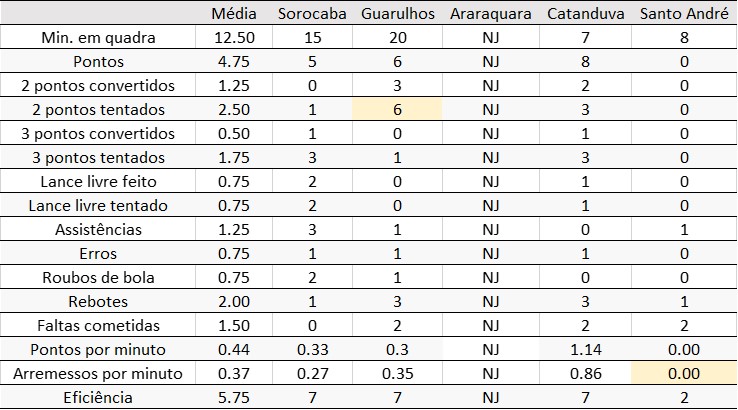 Média Sorocaba Guarulhos Araraquara Catanduva Santo André
Min. em quadra 12.50 15 20 NJ 7 8
Pontos 4.75 5 6 NJ 8 0
2 pontos convertidos 1.25 0 3 NJ 2 0
2 pontos tentados 2.50 1 6 NJ 3 0
3 pontos convertidos 0.50 1 0 NJ 1 0
3 pontos tentados 1.75 3 1 NJ 3 0
Lance livre feito 0.75 2 0 NJ 1 0
Lance livre tentado 0.75 2 0 NJ 1 0
Assistências 1.25 3 1 NJ 0 1
Erros 0.75 1 1 NJ 1 0
Roubos de bola 0.75 2 1 NJ 0 0
Rebotes 2.00 1 3 NJ 3 1
Faltas cometidas 1.50 0 2 NJ 2 2
Pontos por minuto 0.44 0.33 0.3 NJ 1.14 0.00
Arremessos por minuto 0.37 0.27 0.35 NJ 0.86 0.00
Eficiência 5.75 7 7 NJ 7 2